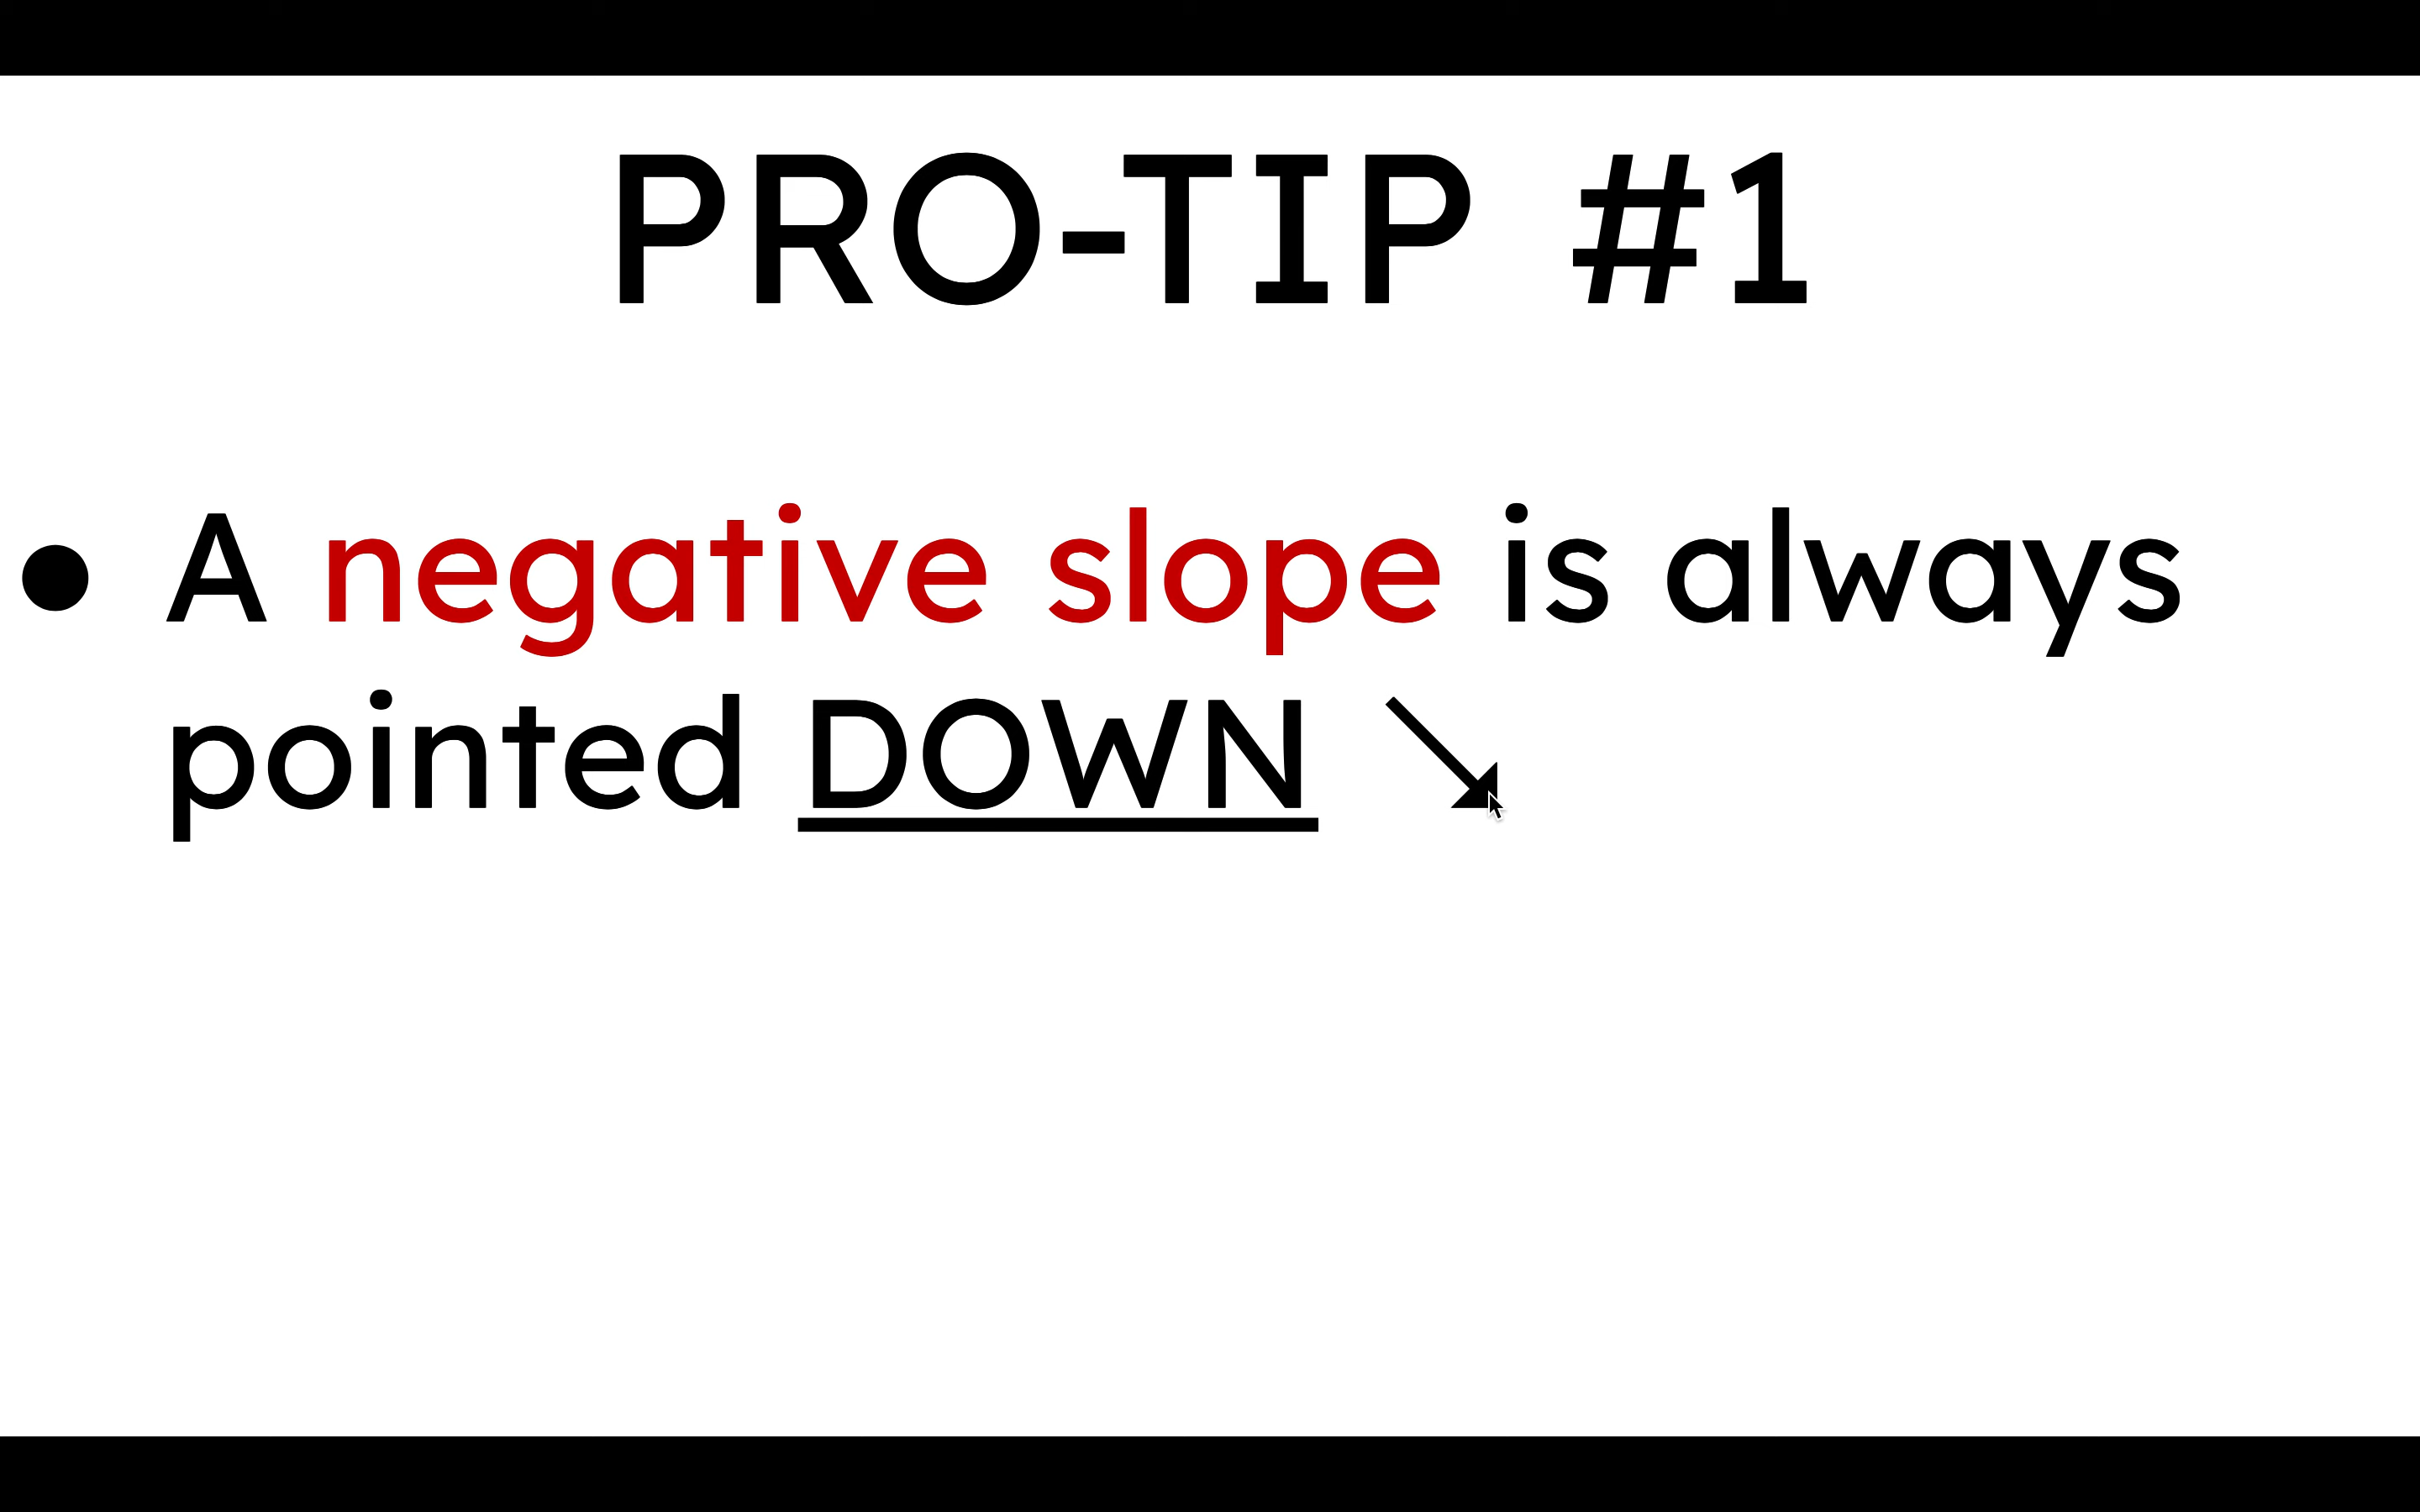 PRO-TIP #1
• A negative slope is always
pointed DOWN ↘